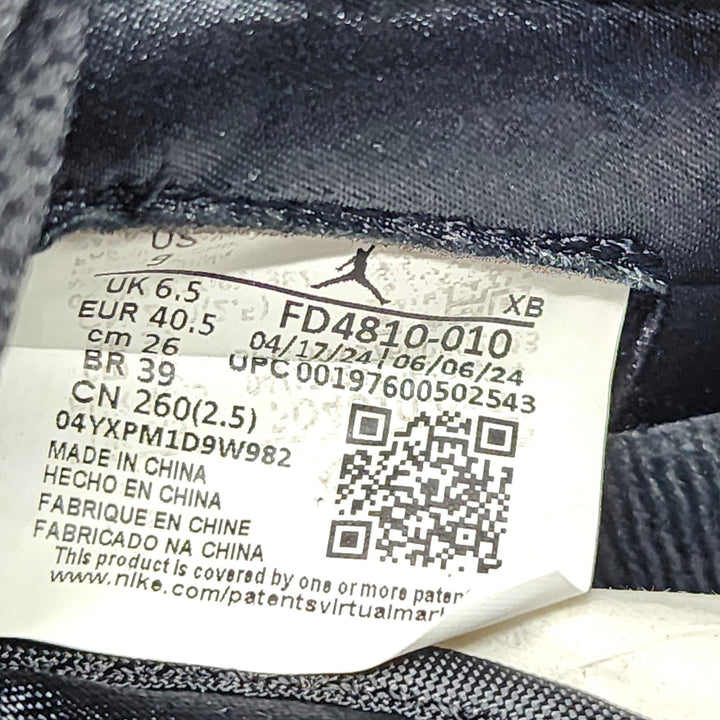 US
9
UK 6.5
EUR 40.5
cm 26
BR 39
CN 260(2.5)
04YXPM1D9W982
XB
FD4810-010
04/17/24 | 06/06/24
UPC 00197600502543
MADE IN CHINA
HECHO EN CHINA
FABRIQUE EN CHINE
FABRICADO NA CHINA
This product is covered by one or more
www.nike.com/patentsvirtualmar